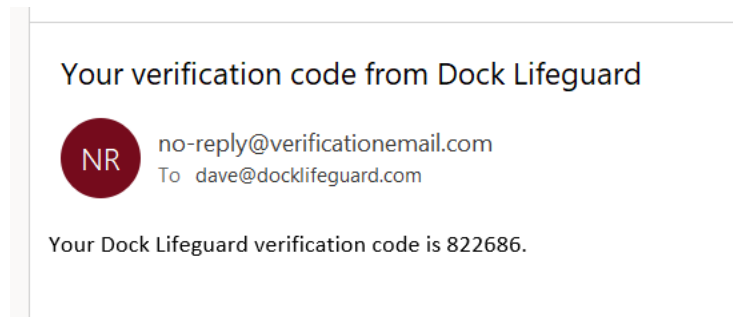 Your verification code from Dock Lifeguard
NR
no-reply@verificationemail.com
To dave@docklifeguard.com
Your Dock Lifeguard verification code is 822686.